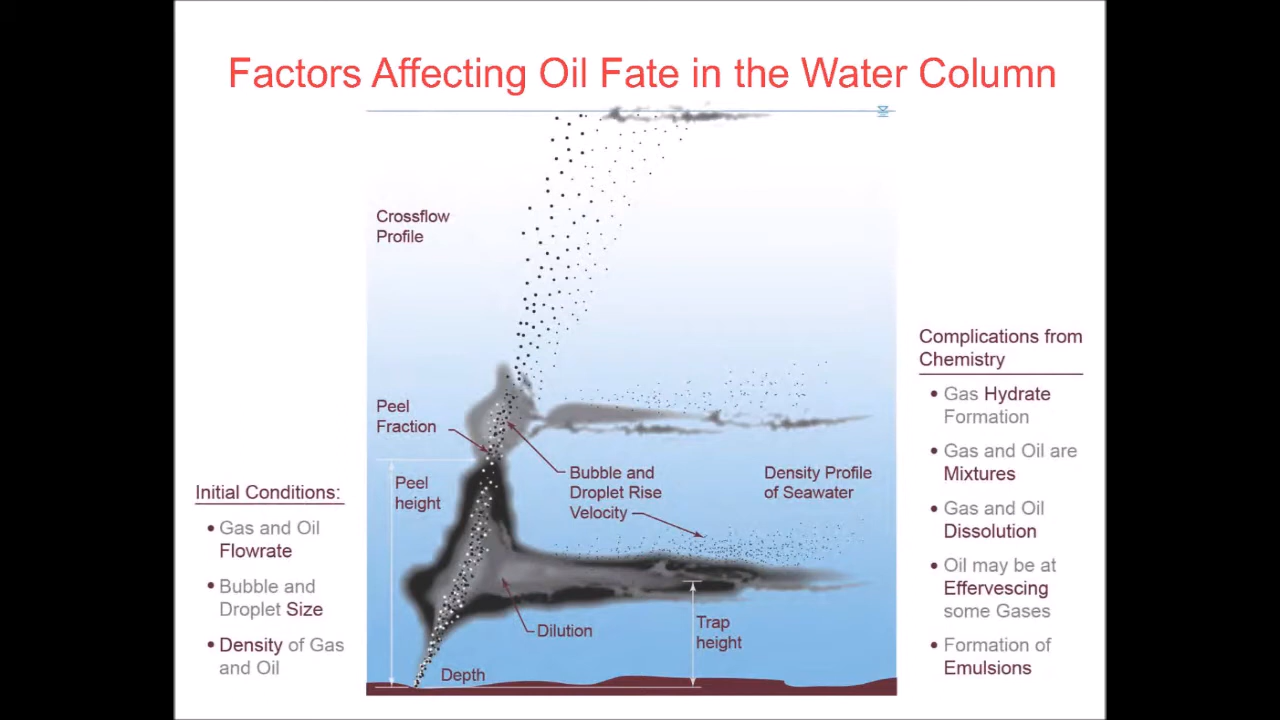 Factors Affecting Oil Fate in the Water Column
Crossflow
Profile
Peel
Fraction
Peel
height
Bubble and
Droplet Rise
Velocity
Density Profile
of Seawater
Dilution
Trap
height
Depth
Initial Conditions:
• Gas and Oil
Flowrate
• Bubble and
Droplet Size
• Density of Gas
and Oil
Complications from
Chemistry
• Gas Hydrate
Formation
• Gas and Oil are
Mixtures
• Gas and Oil
Dissolution
• Oil may be at
Effervescing
some Gases
• Formation of
Emulsions